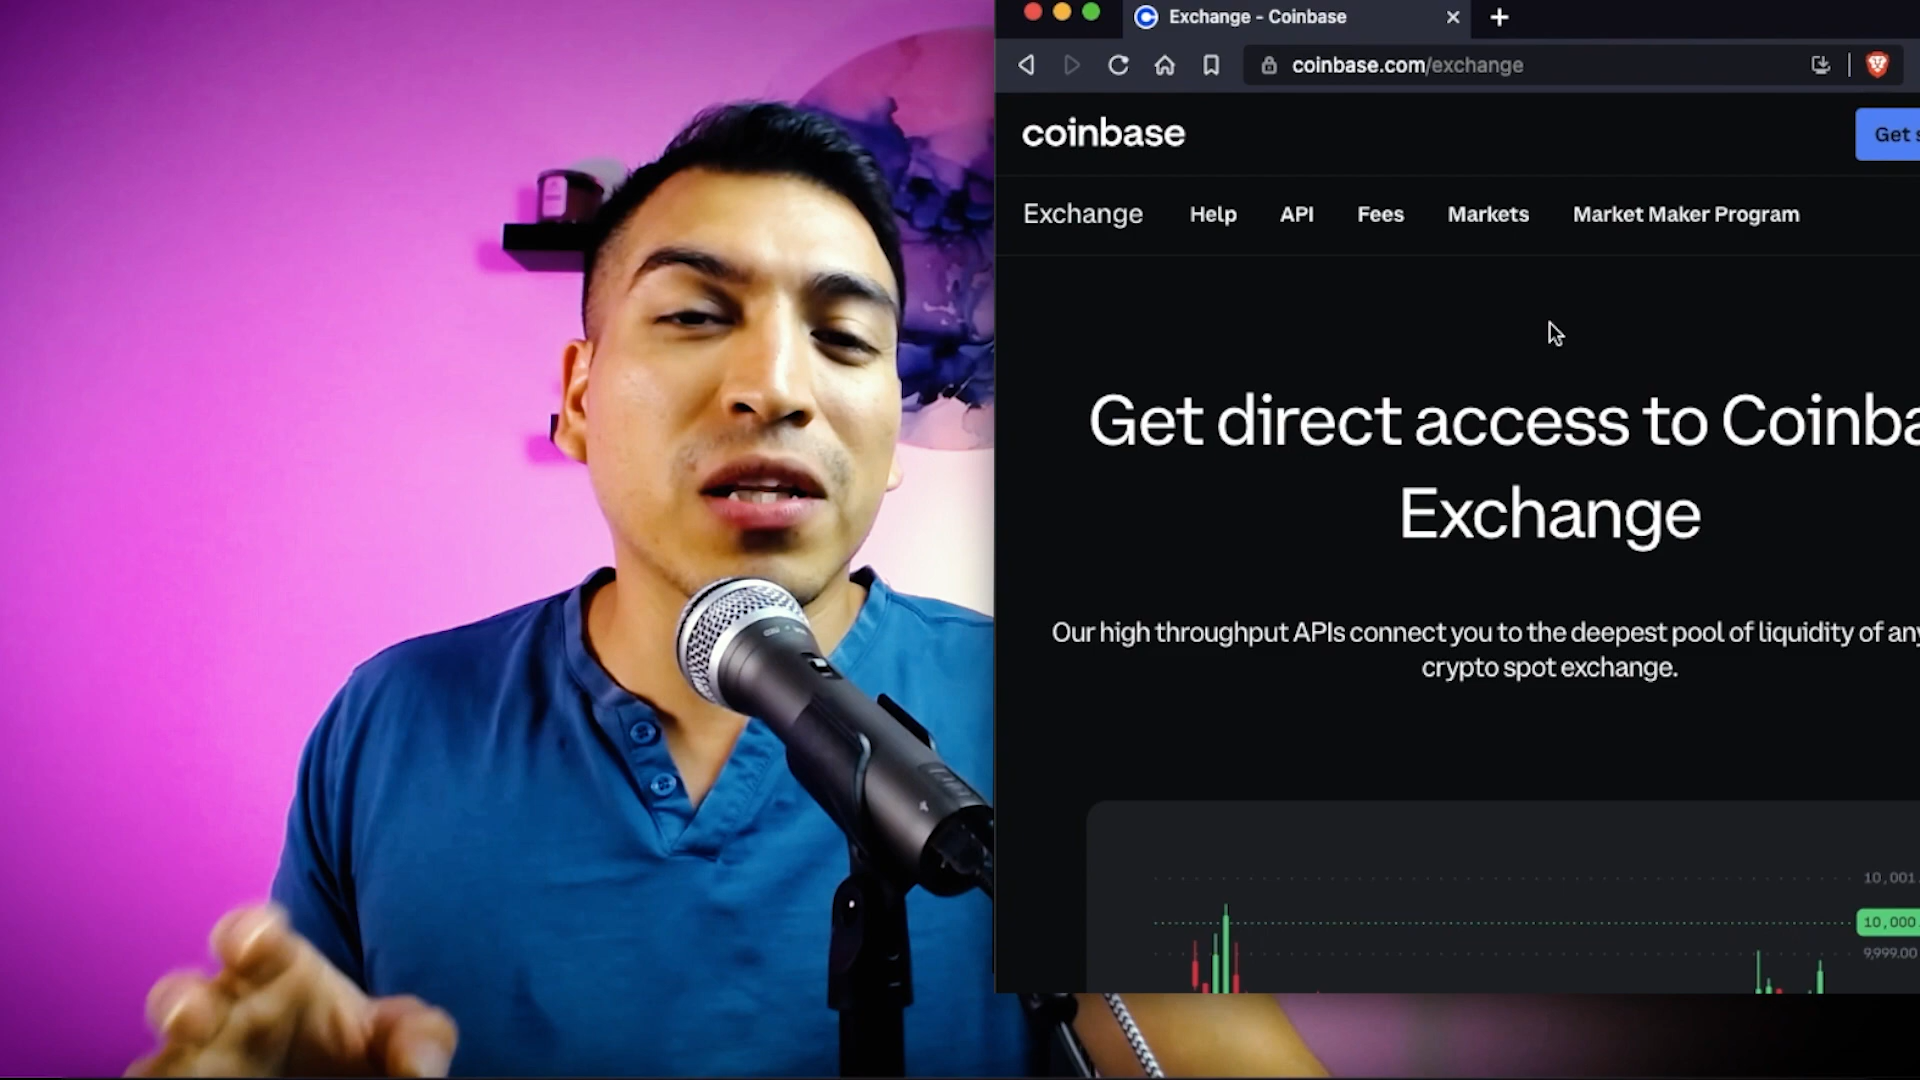 Exchange - Coinbase
coinbase.com/exchange
coinbase
Get
Exchange Help API Fees Markets Market Maker Program
Get direct access to Coinba
Exchange
Our high throughput APIs connect you to the deepest pool of liquidity of any
crypto spot exchange.
10,001.
10,000
9,999.00